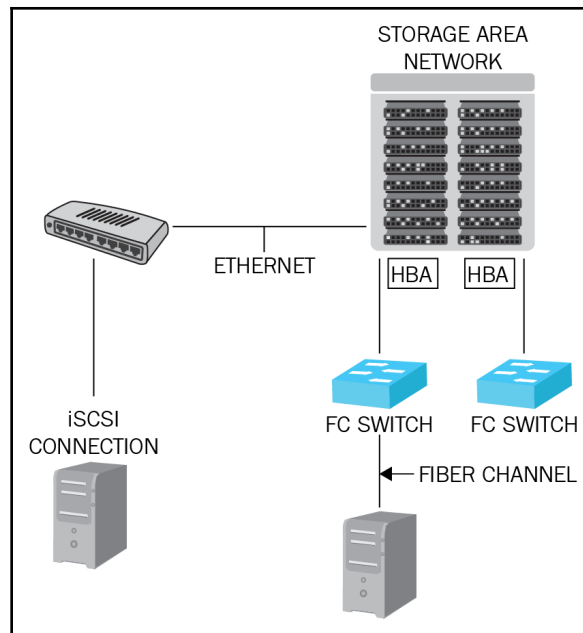 STORAGE AREA
NETWORK
ETHERNET
HBA
HBA
iSCSI
CONNECTION
FC SWITCH
FC SWITCH
FIBER CHANNEL